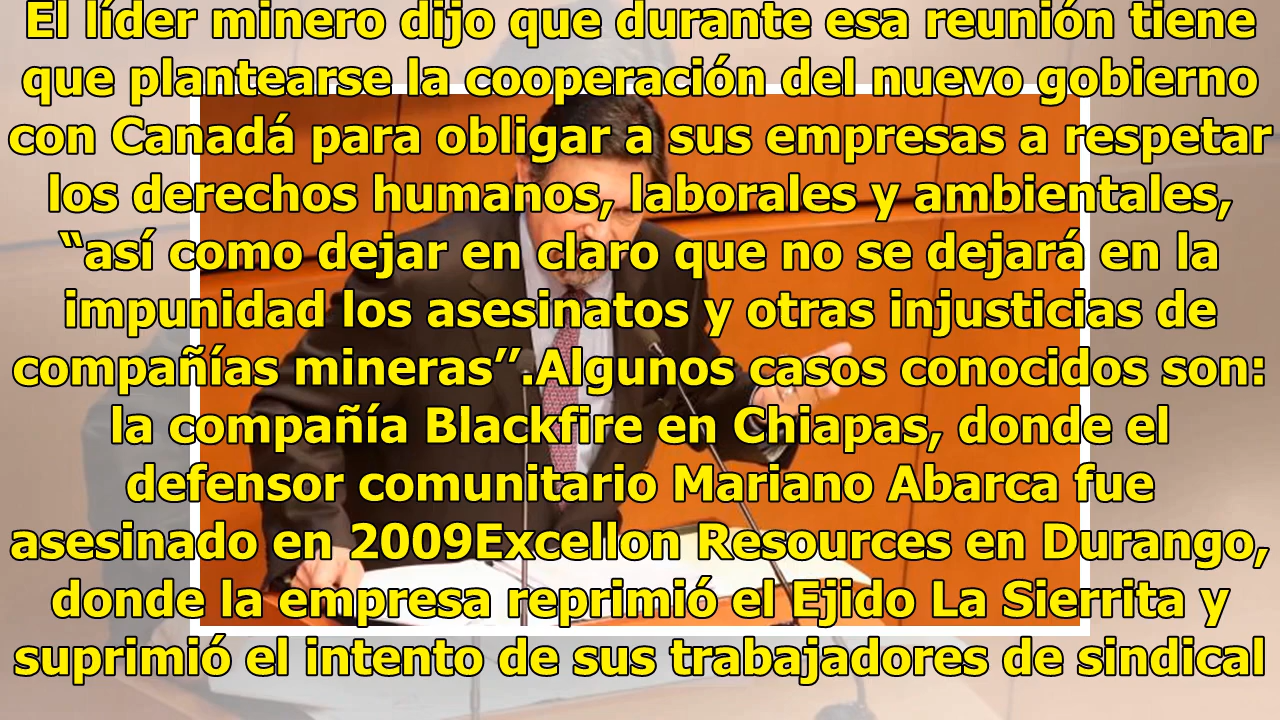 El líder minero dijo que durante esa reunión tiene
que plantearse la cooperación del nuevo gobierno
con Canadá para obligar a sus empresas a respetar
los derechos humanos, laborales y ambientales,
“así como dejar en claro que no se dejará en la
impunidad los asesinatos y otras injusticias de
compañías mineras”.Algunos casos conocidos son:
la compañía Blackfire en Chiapas, donde el
defensor comunitario Mariano Abarca fue
asesinado en 2009Excellon Resources en Durango,
donde la empresa reprimió el Ejido La Sierrita y
suprimió el intento de sus trabajadores de sindical